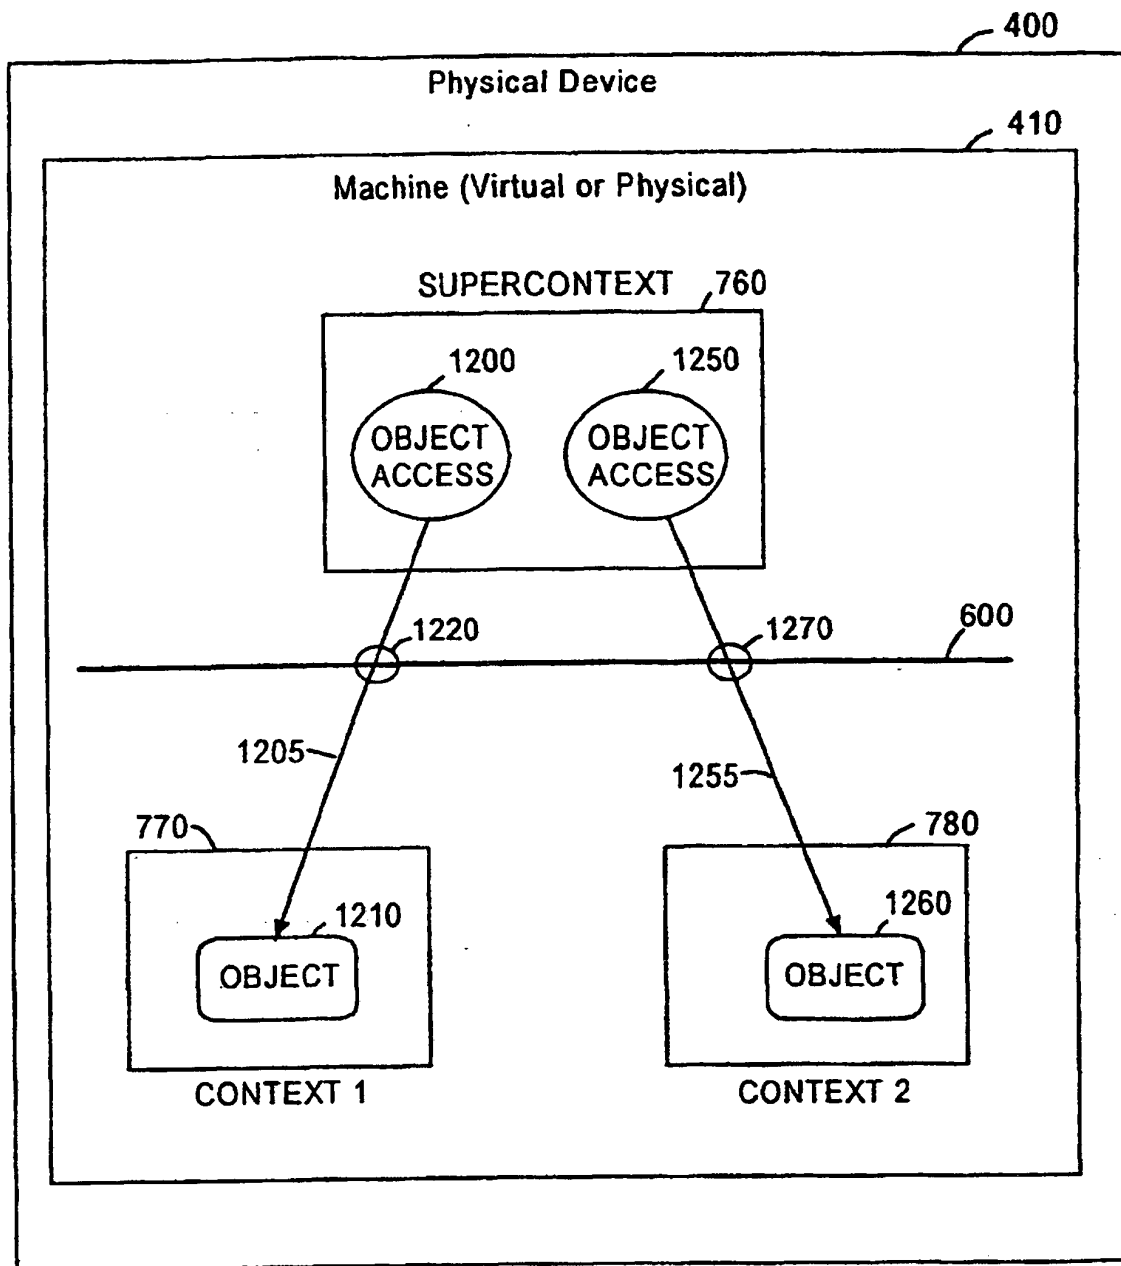 400
Physical Device
410
Machine (Virtual or Physical)
SUPERCONTEXT
760
1200
1250
OBJECT
ACCESS
OBJECT
ACCESS
1220
1270
600
1205
1255
770
780
1210
1260
OBJECT
OBJECT
CONTEXT 1
CONTEXT 2